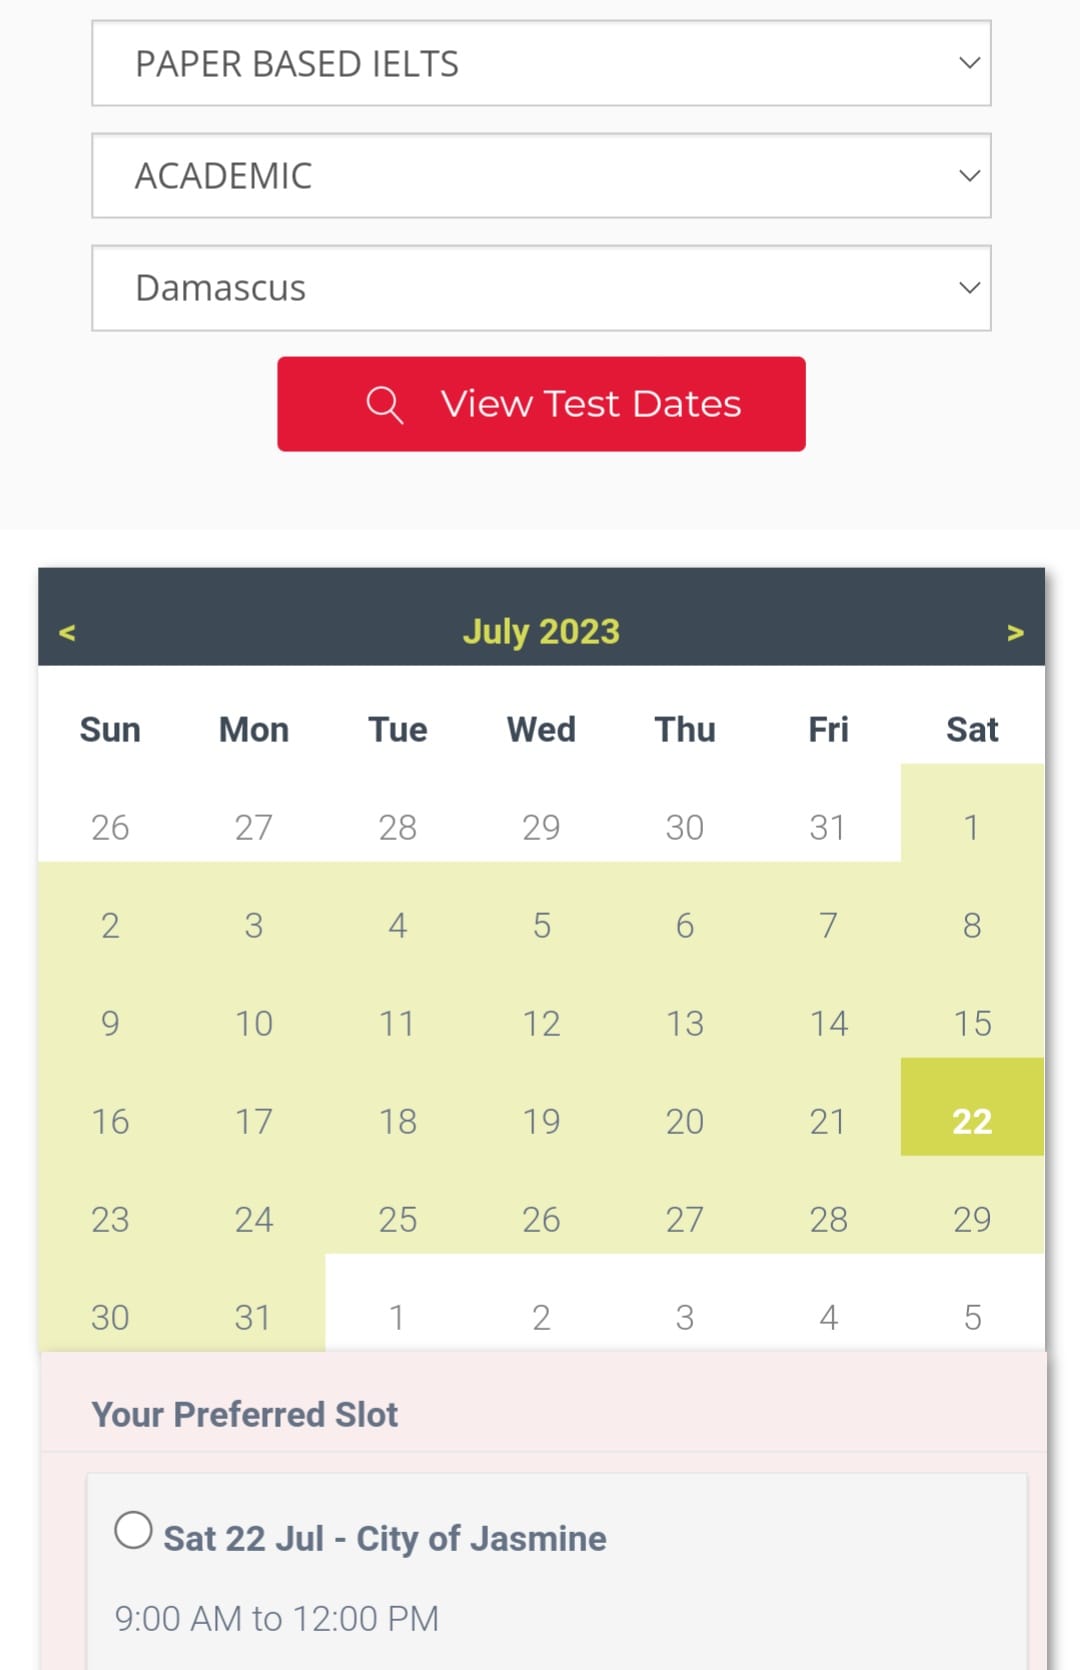 PAPER BASED IELTS
ACADEMIC
Damascus
View Test Dates
< July 2023 >
Sun Mon Tue Wed Thu Fri Sat
26 27 28 29 30 31 1
2 3 4 5 6 7 8
9 10 11 12 13 14 15
16 17 18 19 20 21 22
23 24 25 26 27 28 29
30 31 1 2 3 4 5
Your Preferred Slot
Sat 22 Jul - City of Jasmine
9:00 AM to 12:00 PM